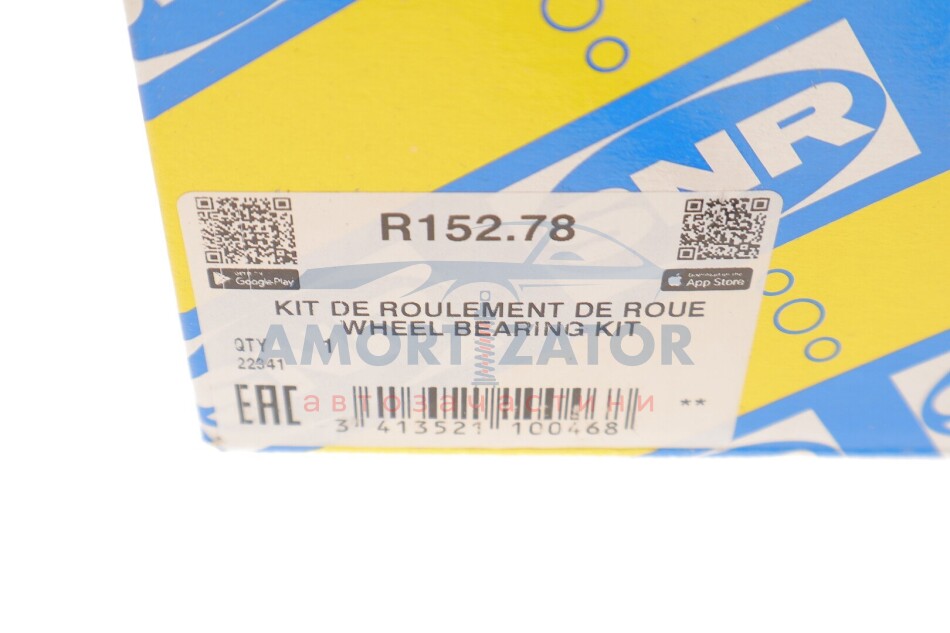 SNR
R152.78
GET IT ON
Google Play
Download on the
App Store
KIT DE ROULEMENT DE ROUE
WHEEL BEARING KIT
QTY 1
22341
AMORTIZATOR
автозапчастини
EAC
**
3 413521 100468